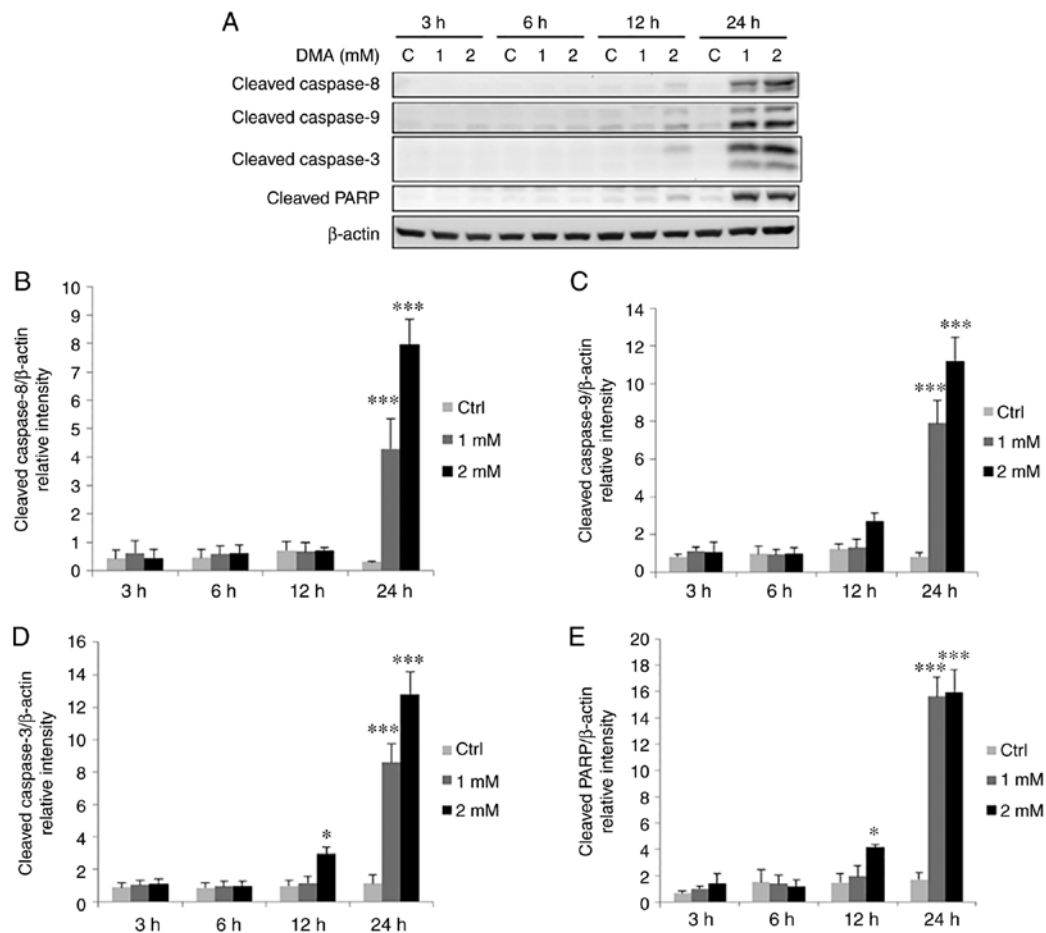 A
3 h 6 h 12 h 24 h
DMA (mM) C 1 2 C 1 2 C 1 2 C 1 2
Cleaved caspase-8
Cleaved caspase-9
Cleaved caspase-3
Cleaved PARP
β-actin
B
Cleaved caspase-8/β-actin
relative intensity
10
9
8
7
6
5
4
3
2
1
0
3 h 6 h 12 h 24 h
***
***
Ctrl
1 mM
2 mM
C
Cleaved caspase-9/β-actin
relative intensity
14
12
10
8
6
4
2
0
3 h 6 h 12 h 24 h
***
***
Ctrl
1 mM
2 mM
D
Cleaved caspase-3/β-actin
relative intensity
16
14
12
10
8
6
4
2
0
3 h 6 h 12 h 24 h
*
***
***
Ctrl
1 mM
2 mM
E
Cleaved PARP/β-actin
relative intensity
20
18
16
14
12
10
8
6
4
2
0
3 h 6 h 12 h 24 h
*
***
***
Ctrl
1 mM
2 mM